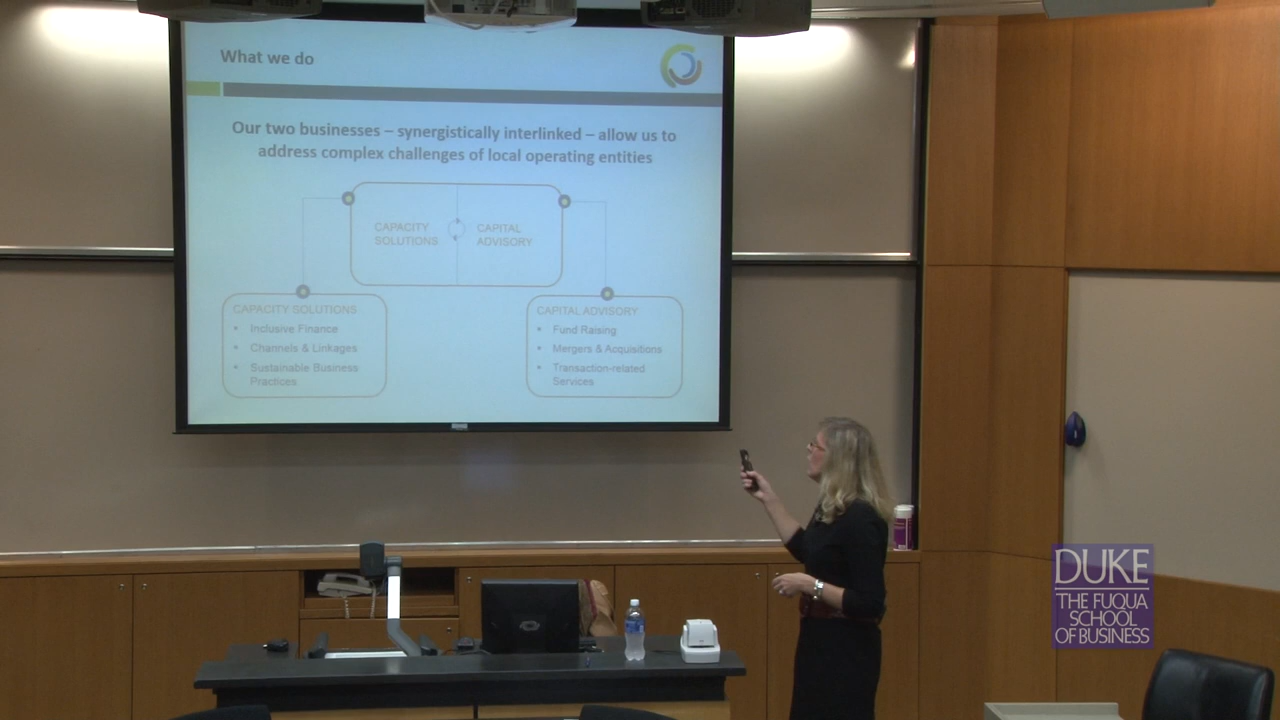 What we do
Our two businesses – synergistically interlinked – allow us to
address complex challenges of local operating entities
CAPACITY
SOLUTIONS
CAPITAL
ADVISORY
CAPACITY SOLUTIONS
▪ Inclusive Finance
▪ Channels & Linkages
▪ Sustainable Business
Practices
CAPITAL ADVISORY
▪ Fund Raising
▪ Mergers & Acquisitions
▪ Transaction-related
Services
DUKE
THE FUQUA
SCHOOL
OF BUSINESS